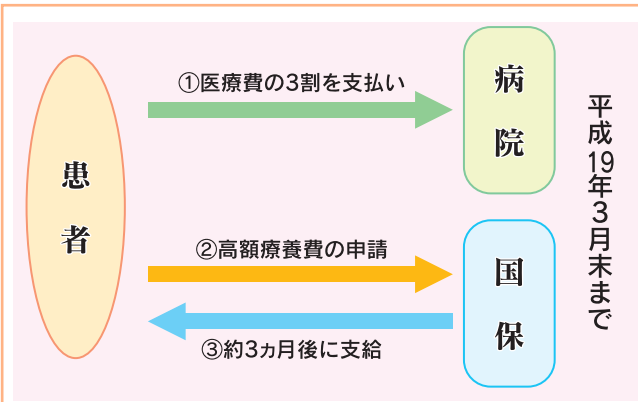 ①医療費の3割を支払い
病院
患者
②高額療養費の申請
国保
③約3ヵ月後に支給
平成19年3月末まで